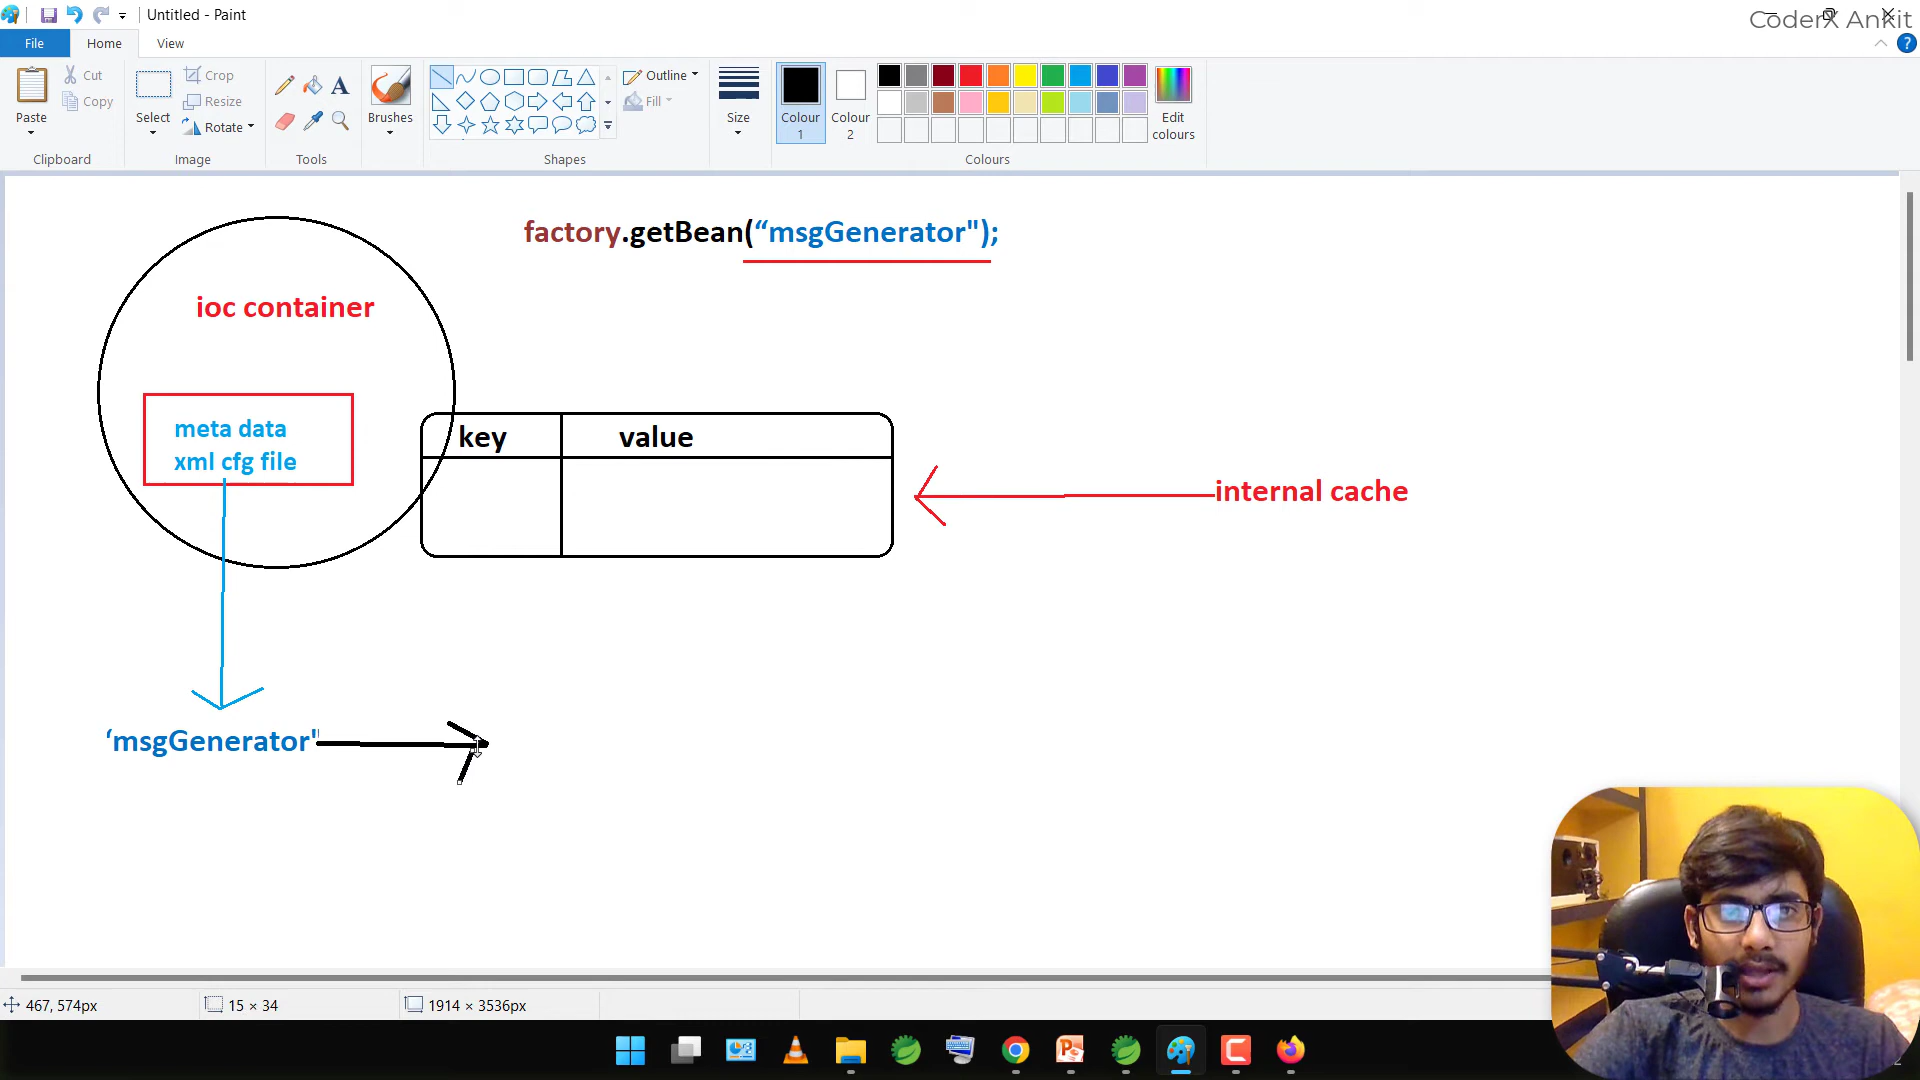 Untitled - Paint
CoderX Ankit
File
Home
View
Paste
Cut
Copy
Clipboard
Select
Crop
Resize
Rotate
Image
Tools
Brushes
Shapes
Outline
Fill
Size
Colour 1
Colour 2
Edit colours
Colours
factory.getBean(“msgGenerator");
ioc container
meta data
xml cfg file
key
value
internal cache
‘msgGenerator"
467, 574px
15 × 34
1914 × 3536px